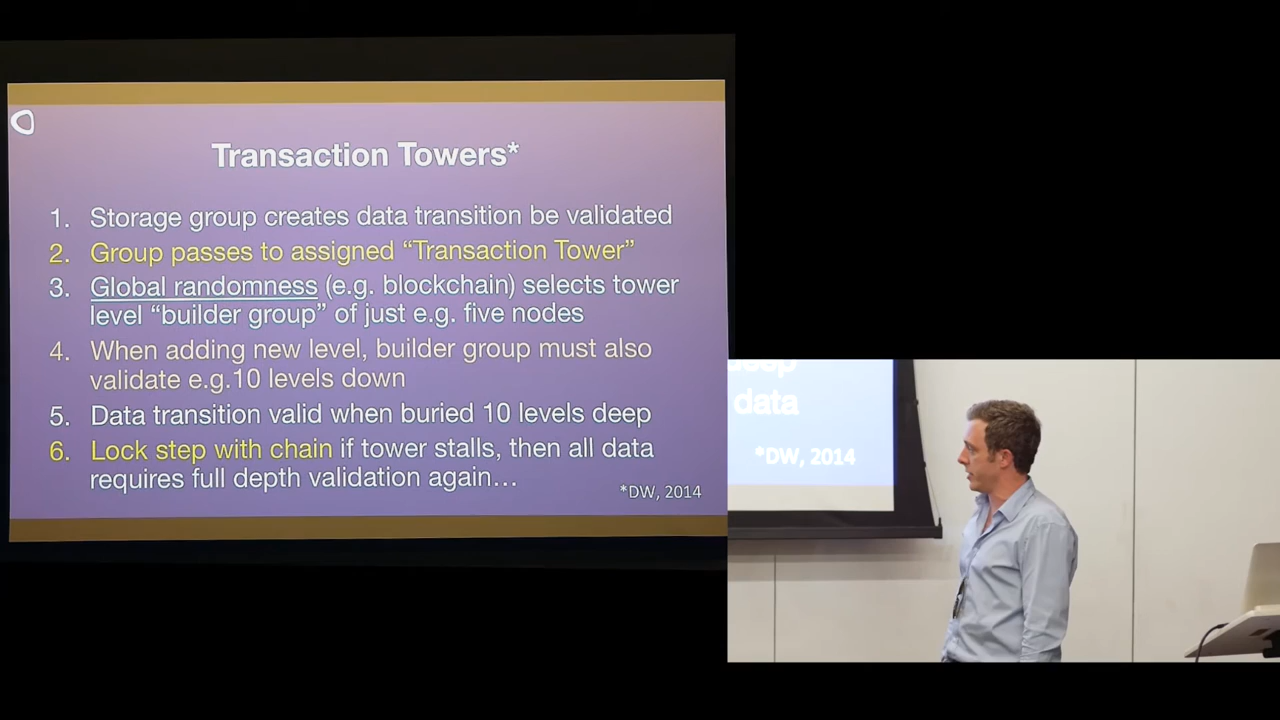 Transaction Towers*
1. Storage group creates data transition be validated
2. Group passes to assigned “Transaction Tower”
3. Global randomness (e.g. blockchain) selects tower
level “builder group” of just e.g. five nodes
4. When adding new level, builder group must also
validate e.g.10 levels down
5. Data transition valid when buried 10 levels deep
6. Lock step with chain if tower stalls, then all data
requires full depth validation again…
*DW, 2014
deep
data
*DW, 2014